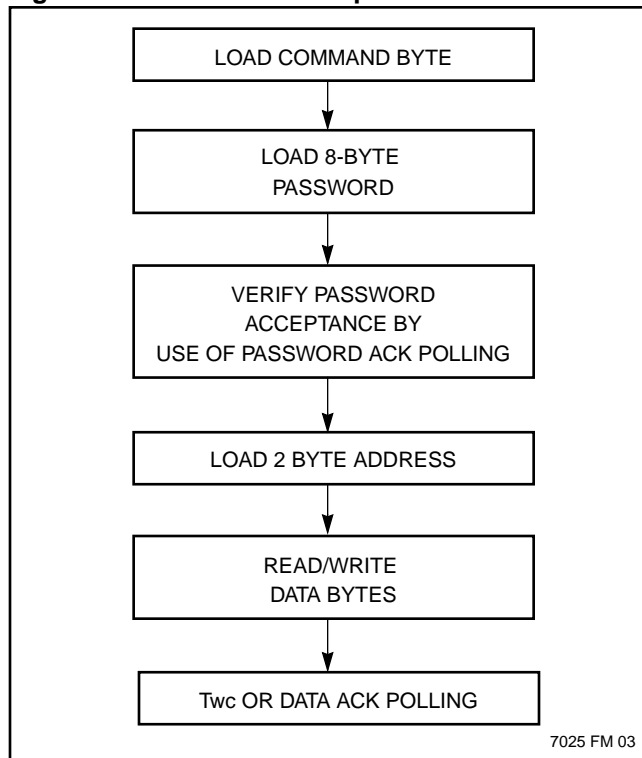 LOAD COMMAND BYTE
LOAD 8-BYTE
PASSWORD
VERIFY PASSWORD
ACCEPTANCE BY
USE OF PASSWORD ACK POLLING
LOAD 2 BYTE ADDRESS
READ/WRITE
DATA BYTES
Twc OR DATA ACK POLLING
7025 FM 03